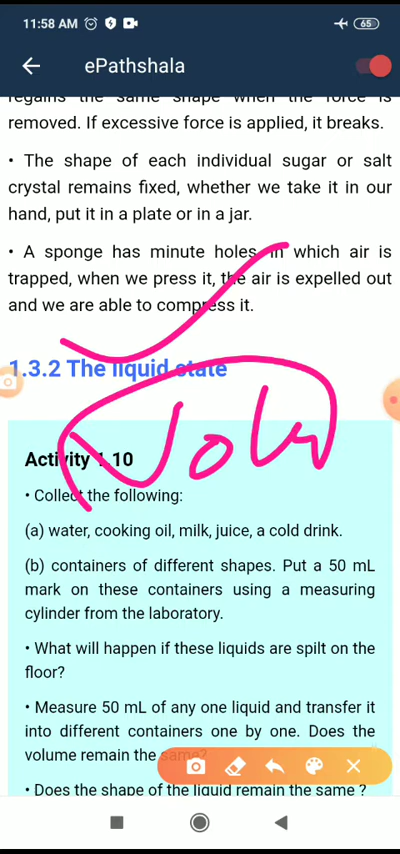 11:58 AM 65
ePathshala
regains the same shape when the force is
removed. If excessive force is applied, it breaks.
• The shape of each individual sugar or salt
crystal remains fixed, whether we take it in our
hand, put it in a plate or in a jar.
• A sponge has minute holes, in which air is
trapped, when we press it, the air is expelled out
and we are able to compress it.
1.3.2 The liquid state
Activity 1.10
• Collect the following:
(a) water, cooking oil, milk, juice, a cold drink.
(b) containers of different shapes. Put a 50 mL
mark on these containers using a measuring
cylinder from the laboratory.
• What will happen if these liquids are spilt on the
floor?
• Measure 50 mL of any one liquid and transfer it
into different containers one by one. Does the
volume remain the same?
• Does the shape of the liquid remain the same ?